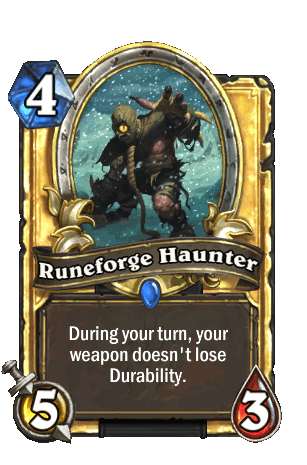 4
Runeforge Haunter
During your turn, your
weapon doesn't lose
Durability.
5
3